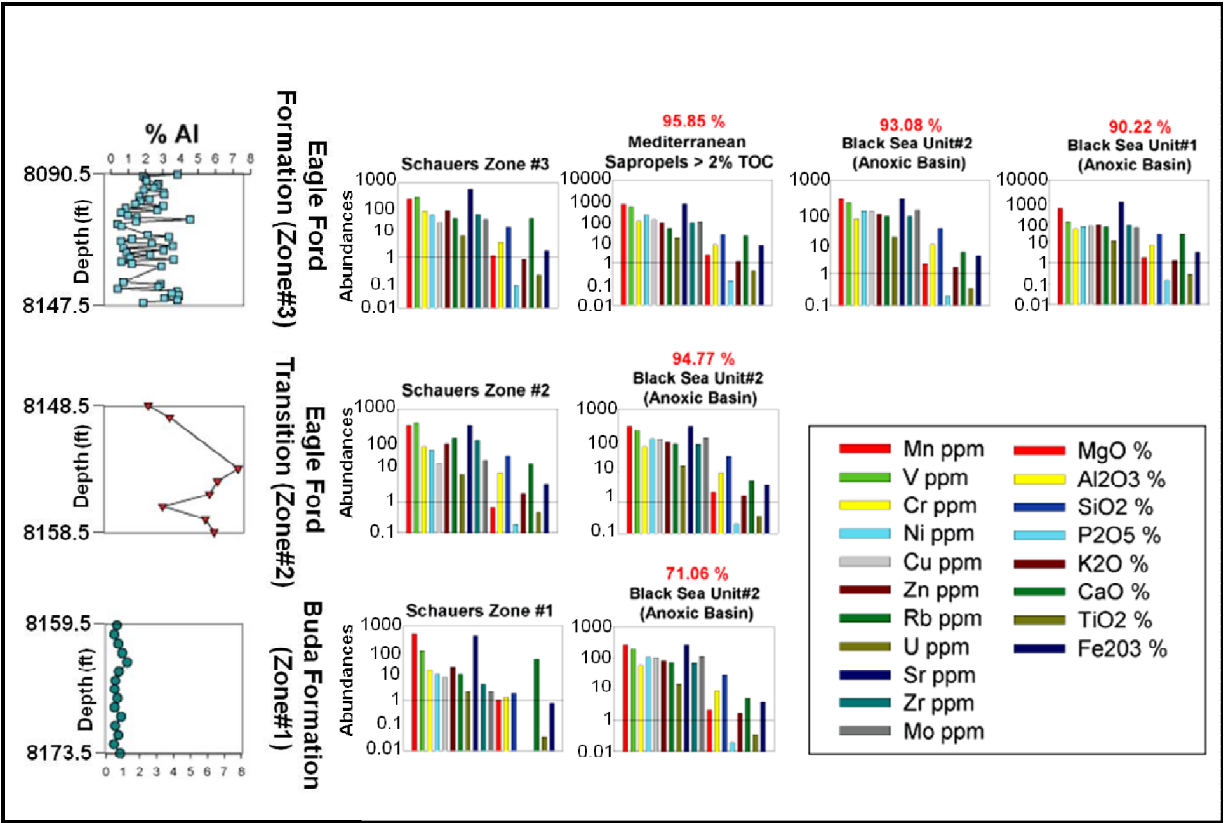 % Al
0 1 2 3 4 5 6 7 8
8090.5
Depth (ft)
8147.5
Eagle Ford
Formation (Zone#3)
Schauers Zone #3
Abundances
1000
100
10
1
0.1
0.01
95.85 %
Mediterranean
Sapropels > 2% TOC
10000
1000
100
10
1
0.1
0.01
93.08 %
Black Sea Unit#2
(Anoxic Basin)
1000
100
10
1
0.1
90.22 %
Black Sea Unit#1
(Anoxic Basin)
10000
1000
100
10
1
0.1
0.01
8148.5
Depth (ft)
8158.5
Eagle Ford
Transition (Zone#2)
Schauers Zone #2
Abundances
1000
100
10
1
0.1
94.77 %
Black Sea Unit#2
(Anoxic Basin)
1000
100
10
1
0.1
8159.5
Depth (ft)
8173.5
0 1 2 3 4 5 6 7 8
Buda Formation
(Zone#1)
Schauers Zone #1
Abundances
1000
100
10
1
0.1
0.01
71.06 %
Black Sea Unit#2
(Anoxic Basin)
1000
100
10
1
0.01
Mn ppm
V ppm
Cr ppm
Ni ppm
Cu ppm
Zn ppm
Rb ppm
U ppm
Sr ppm
Zr ppm
Mo ppm
MgO %
Al2O3 %
SiO2 %
P2O5 %
K2O %
CaO %
TiO2 %
Fe203 %